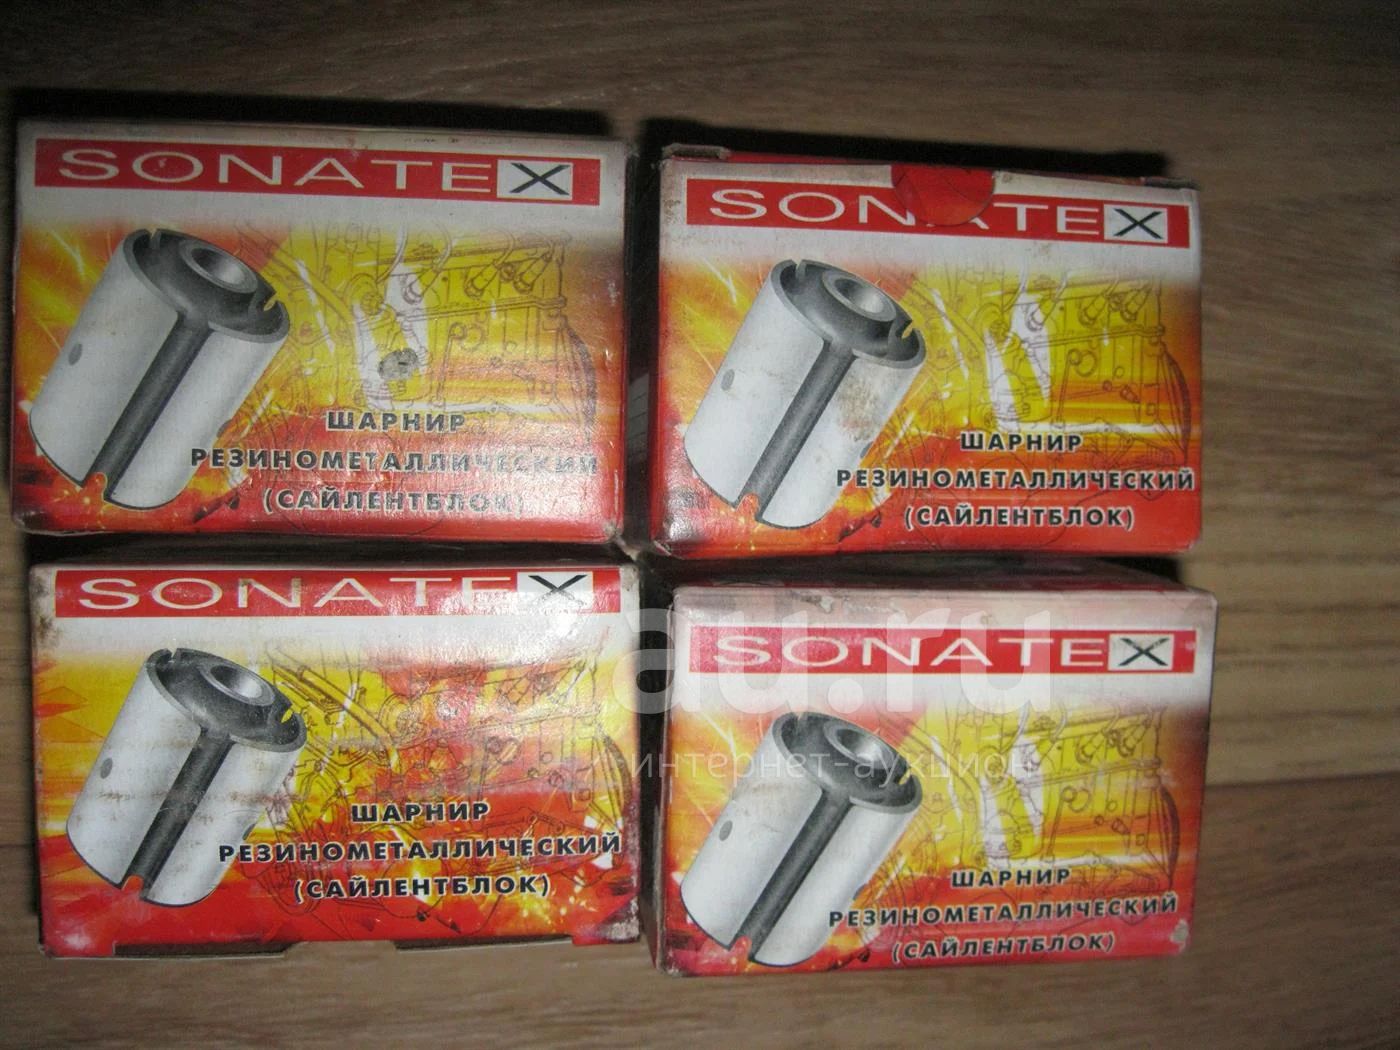 SONATEX
ШАРНИР
РЕЗИНОМЕТАЛЛИЧЕСКИЙ
(САЙЛЕНТБЛОК)
SONATEX
ШАРНИР
РЕЗИНОМЕТАЛЛИЧЕСКИЙ
(САЙЛЕНТБЛОК)
SONATEX
ШАРНИР
РЕЗИНОМЕТАЛЛИЧЕСКИЙ
(САЙЛЕНТБЛОК)
SONATEX
ШАРНИР
РЕЗИНОМЕТАЛЛИЧЕСКИЙ
(САЙЛЕНТБЛОК)
au.ru
интернет-аукцион